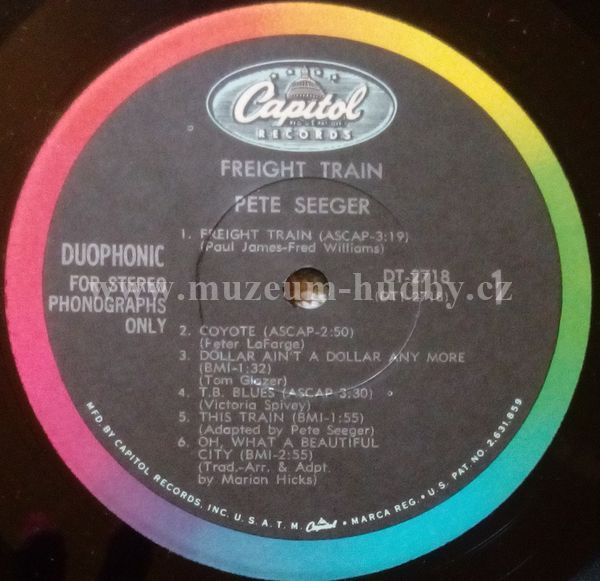 Capitol
RECORDS
FREIGHT TRAIN
PETE SEEGER
1. FREIGHT TRAIN (ASCAP-3:19)
(Paul James-Fred Williams)
DUOPHONIC
FOR STEREO
PHONOGRAPHS
ONLY
DT-2718
(DT1-2718)
1
www.muzeum-hudby.cz
2. COYOTE (ASCAP-2:50)
(Peter LaFarge)
3. DOLLAR AIN'T A DOLLAR ANY MORE
(BMI-1:32)
(Tom Glazer)
4. T.B. BLUES (ASCAP 3:30)
(Victoria Spivey)
5. THIS TRAIN (BMI-1:55)
(Adapted by Pete Seeger)
6. OH, WHAT A BEAUTIFUL
CITY (BMI-2:55)
(Trad.-Arr. & Adpt.
by Marion Hicks)
MFD BY CAPITOL RECORDS, INC. U.S.A. T.M. Capitol • MARCA REG. • U.S. PAT. NO. 2,631,859